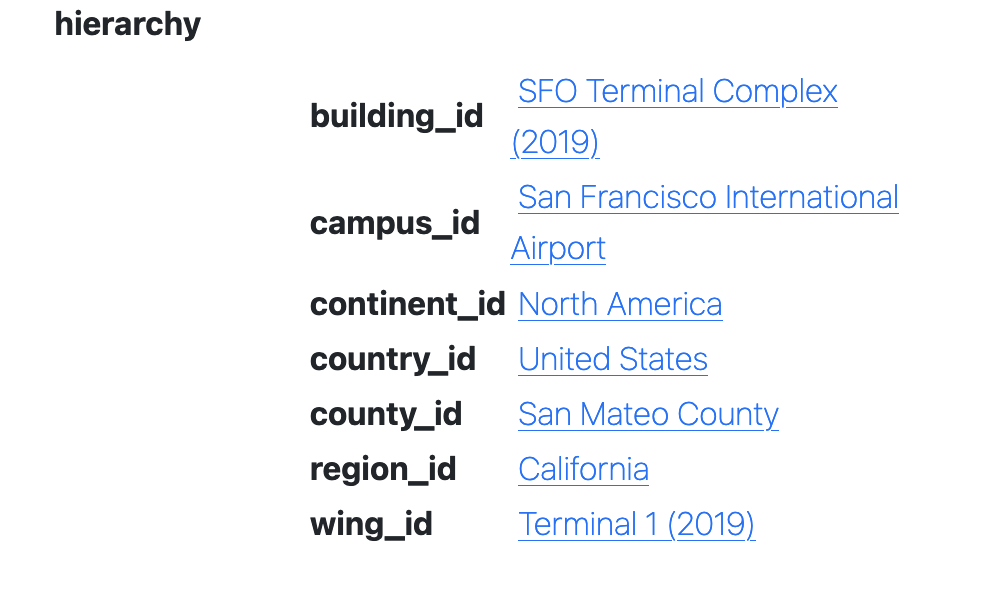 hierarchy
building_id SFO Terminal Complex
(2019)
campus_id San Francisco International
Airport
continent_id North America
country_id United States
county_id San Mateo County
region_id California
wing_id Terminal 1 (2019)